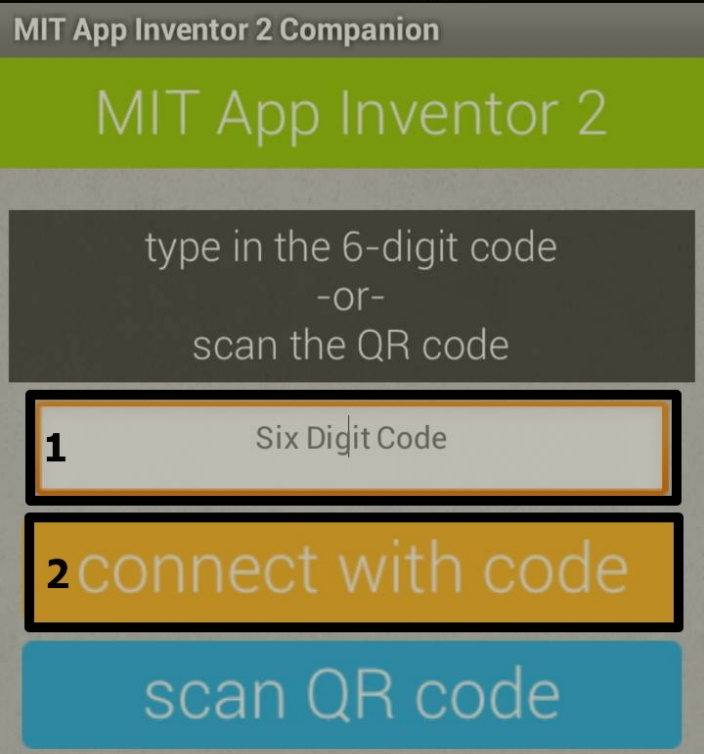 MIT App Inventor 2 Companion
MIT App Inventor 2
type in the 6-digit code
-or-
scan the QR code
1 Six Digit Code
2 connect with code
scan QR code